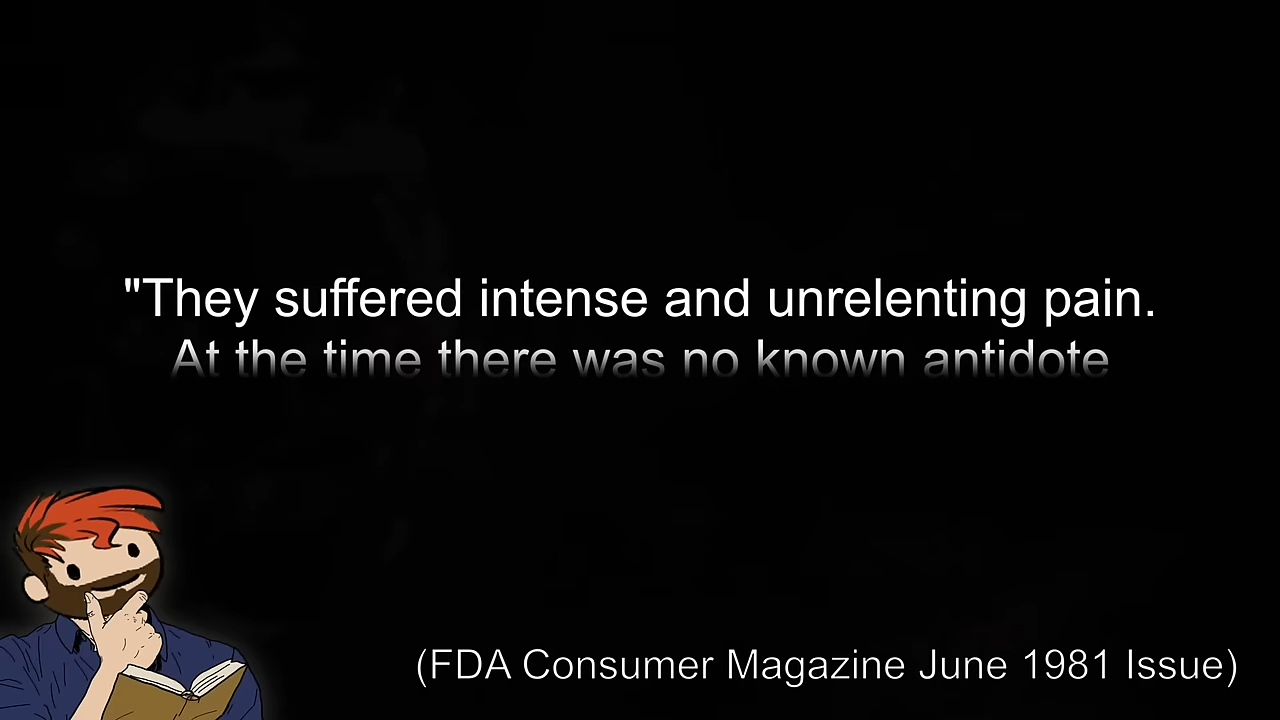 "They suffered intense and unrelenting pain.
At the time there was no known antidote
(FDA Consumer Magazine June 1981 Issue)